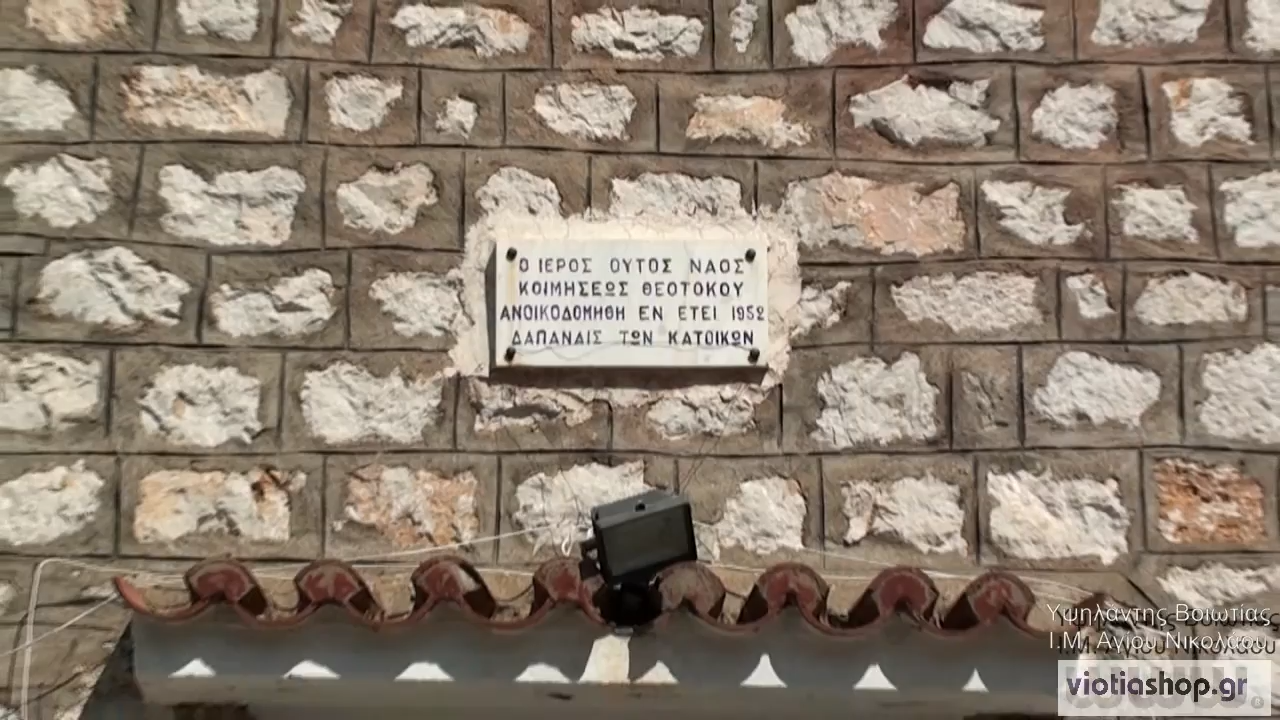 Ο ΙΕΡΟΣ ΟΥΤΟΣ ΝΑΟΣ
ΚΟΙΜΗΣΕΩΣ ΘΕΟΤΟΚΟΥ
ΑΝΟΙΚΟΔΟΜΗΘΗ ΕΝ ΕΤΕΙ 1952
ΔΑΠΑΝΑΙΣ ΤΩΝ ΚΑΤΟΙΚΩΝ
Υψηλάντης Βοιωτίας
Ι.Μ. Αγίου Νικολάου
viotiashop.gr